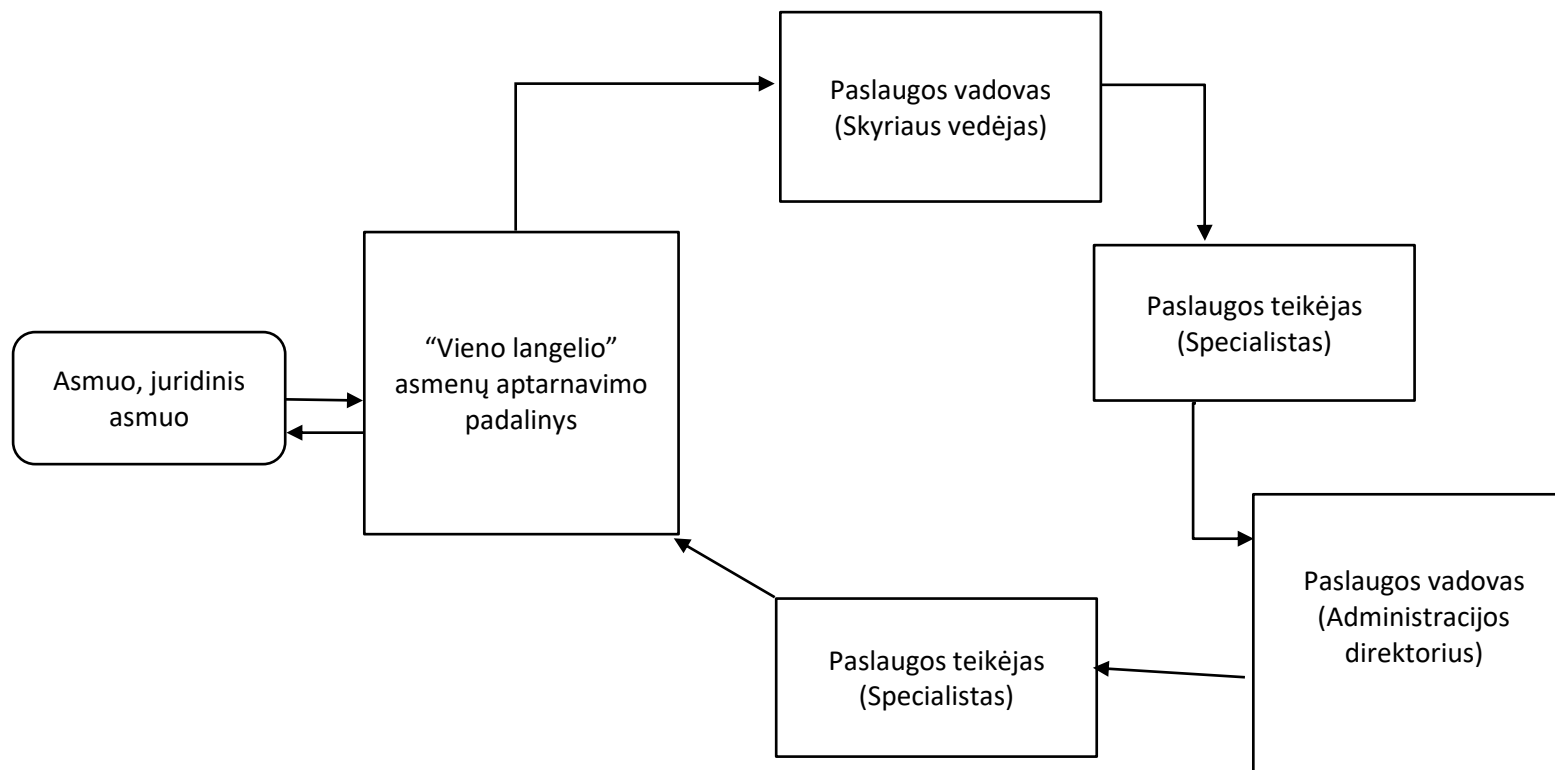 Paslaugos vadovas
(Skyriaus vedėjas)
Paslaugos teikėjas
(Specialistas)
“Vieno langelio”
asmenų aptarnavimo
padalinys
Asmuo, juridinis
asmuo
Paslaugos vadovas
(Administracijos
direktorius)
Paslaugos teikėjas
(Specialistas)